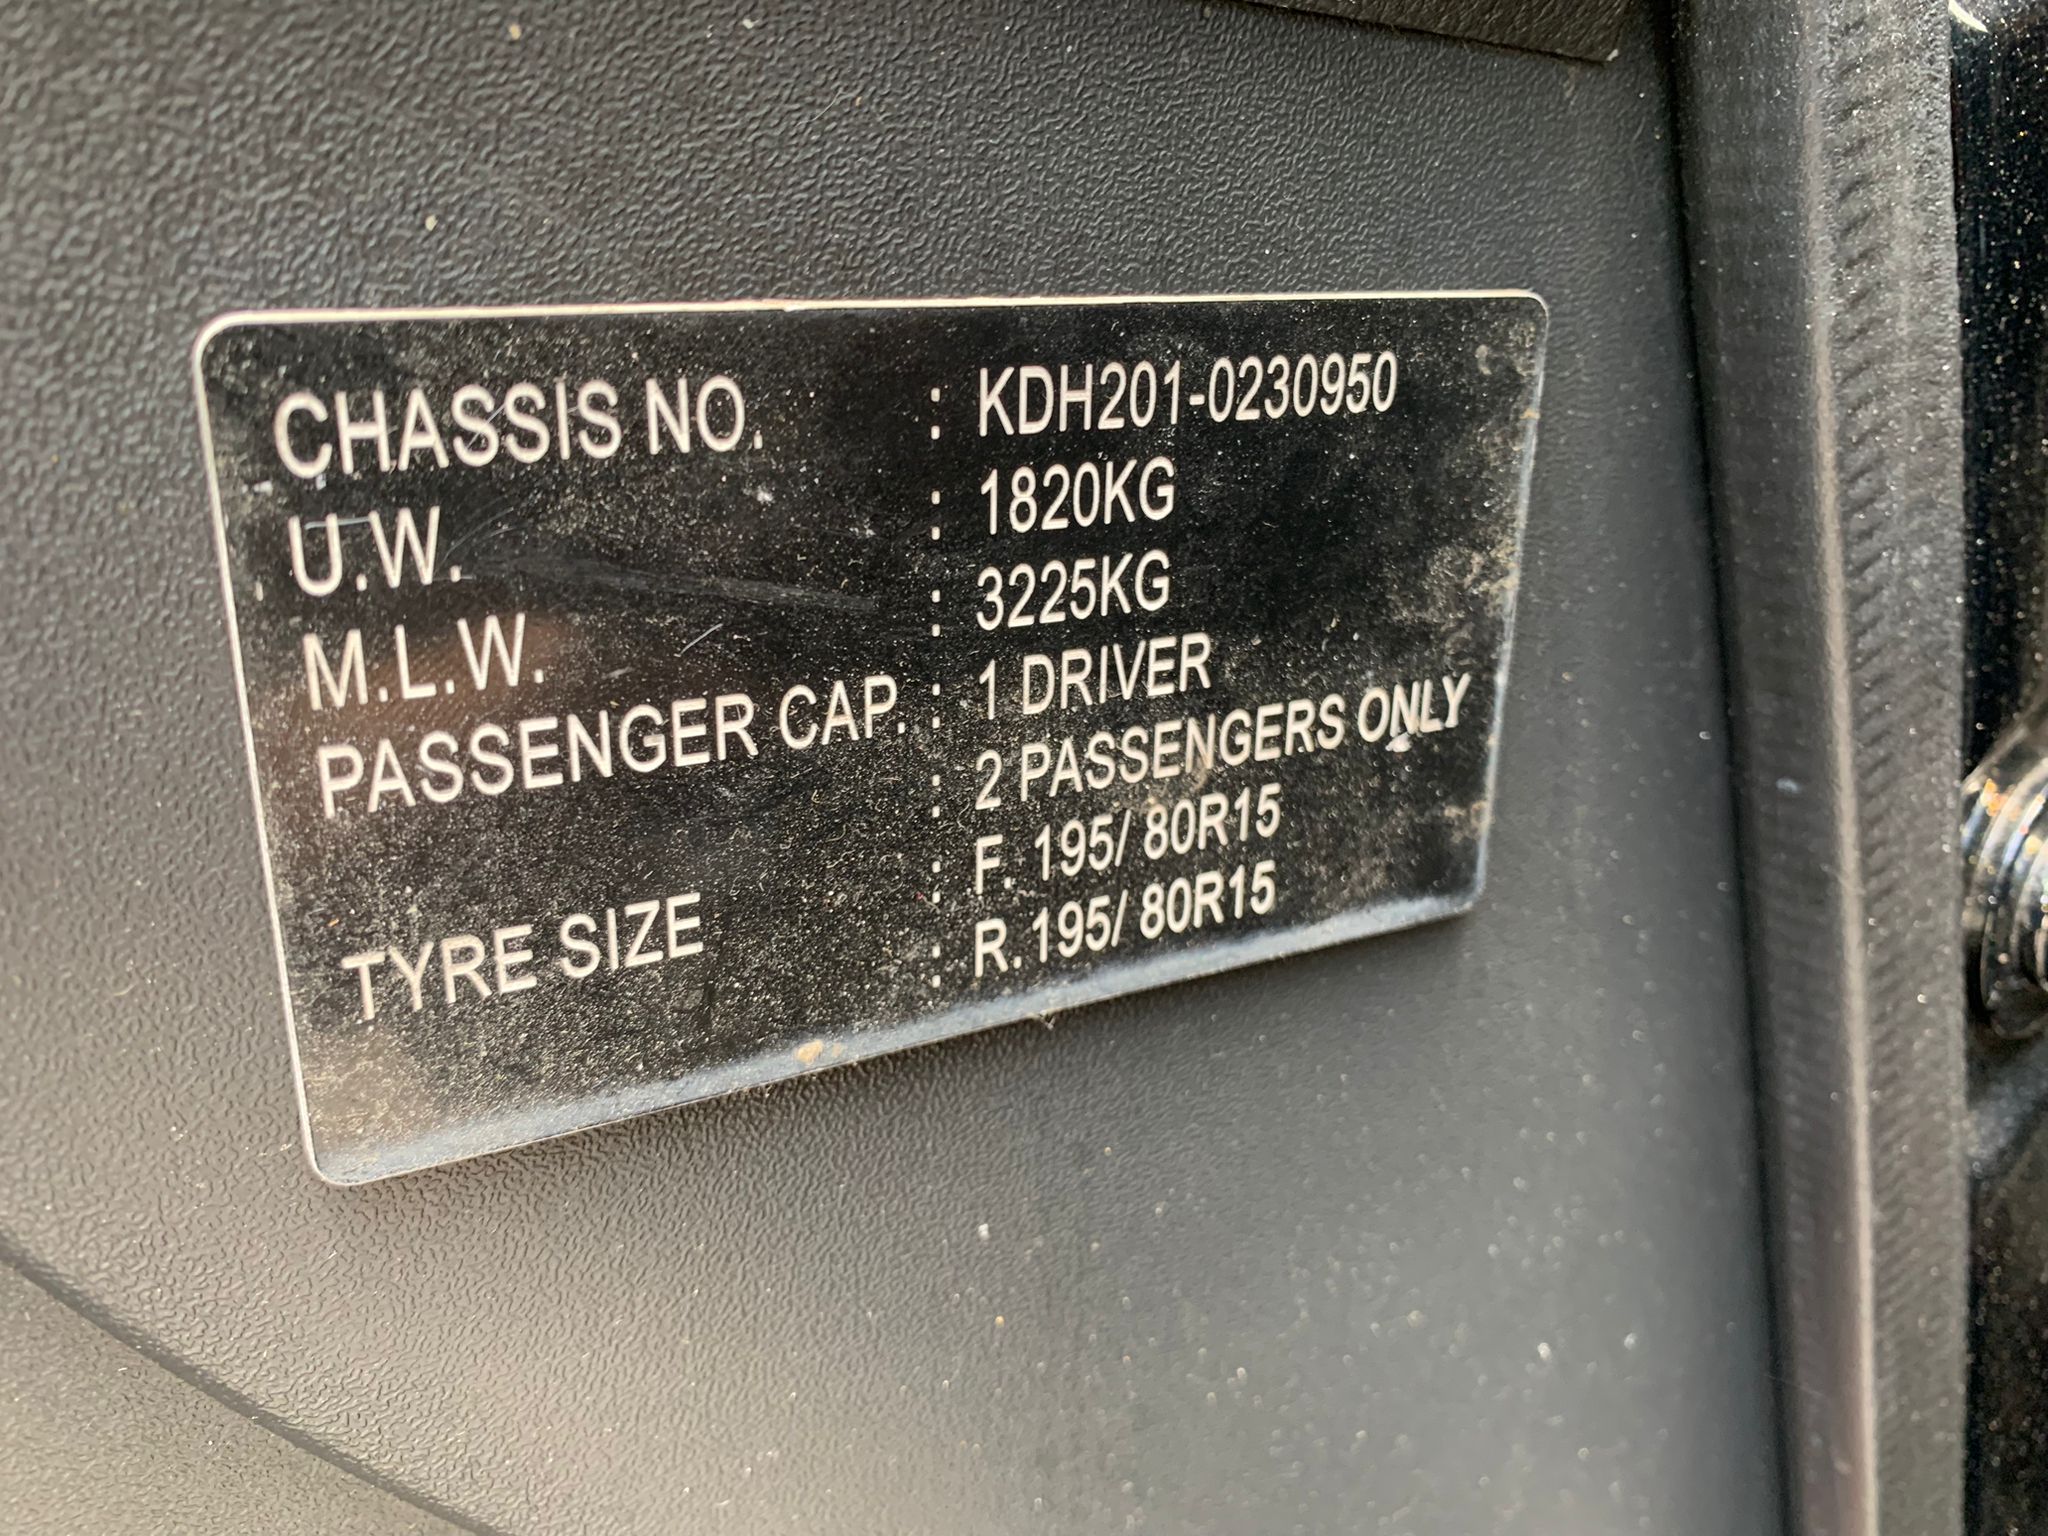 CHASSIS NO. : KDH201-0230950
U.W. : 1820KG
M.L.W. : 3225KG
PASSENGER CAP. : 1 DRIVER
: 2 PASSENGERS ONLY
TYRE SIZE : F. 195/ 80R15
: R. 195/ 80R15